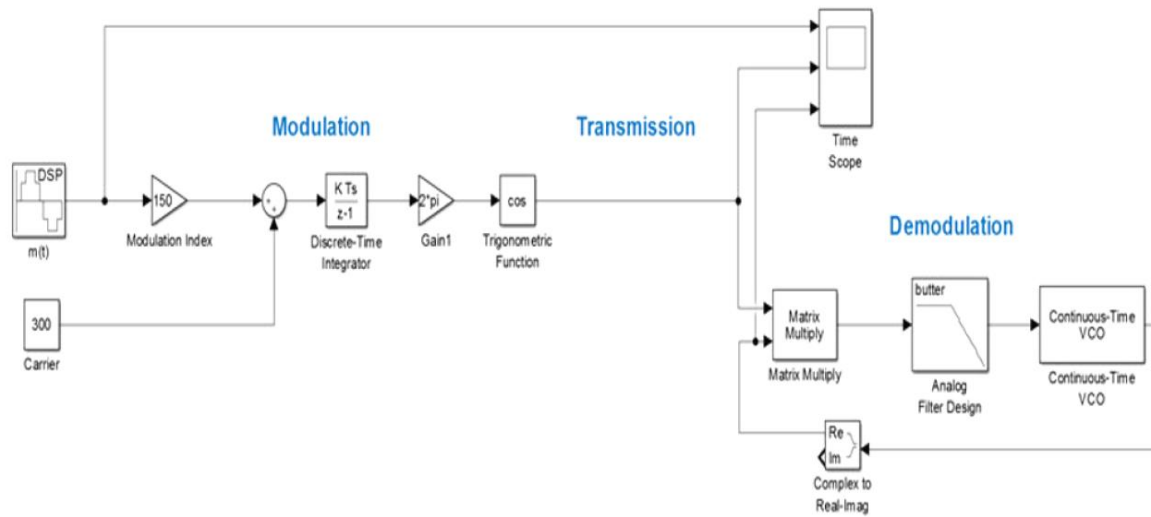 Time
Scope
Modulation
Transmission
DSP
m(t)
150
Modulation Index
+
+
K Ts
z-1
Discrete-Time
Integrator
2*pi
Gain1
cos
Trigonometric
Function
300
Carrier
Demodulation
Matrix
Multiply
Matrix Multiply
butter
Analog
Filter Design
Continuous-Time
VCO
Continuous-Time
VCO
Re
Im
Complex to
Real-Imag